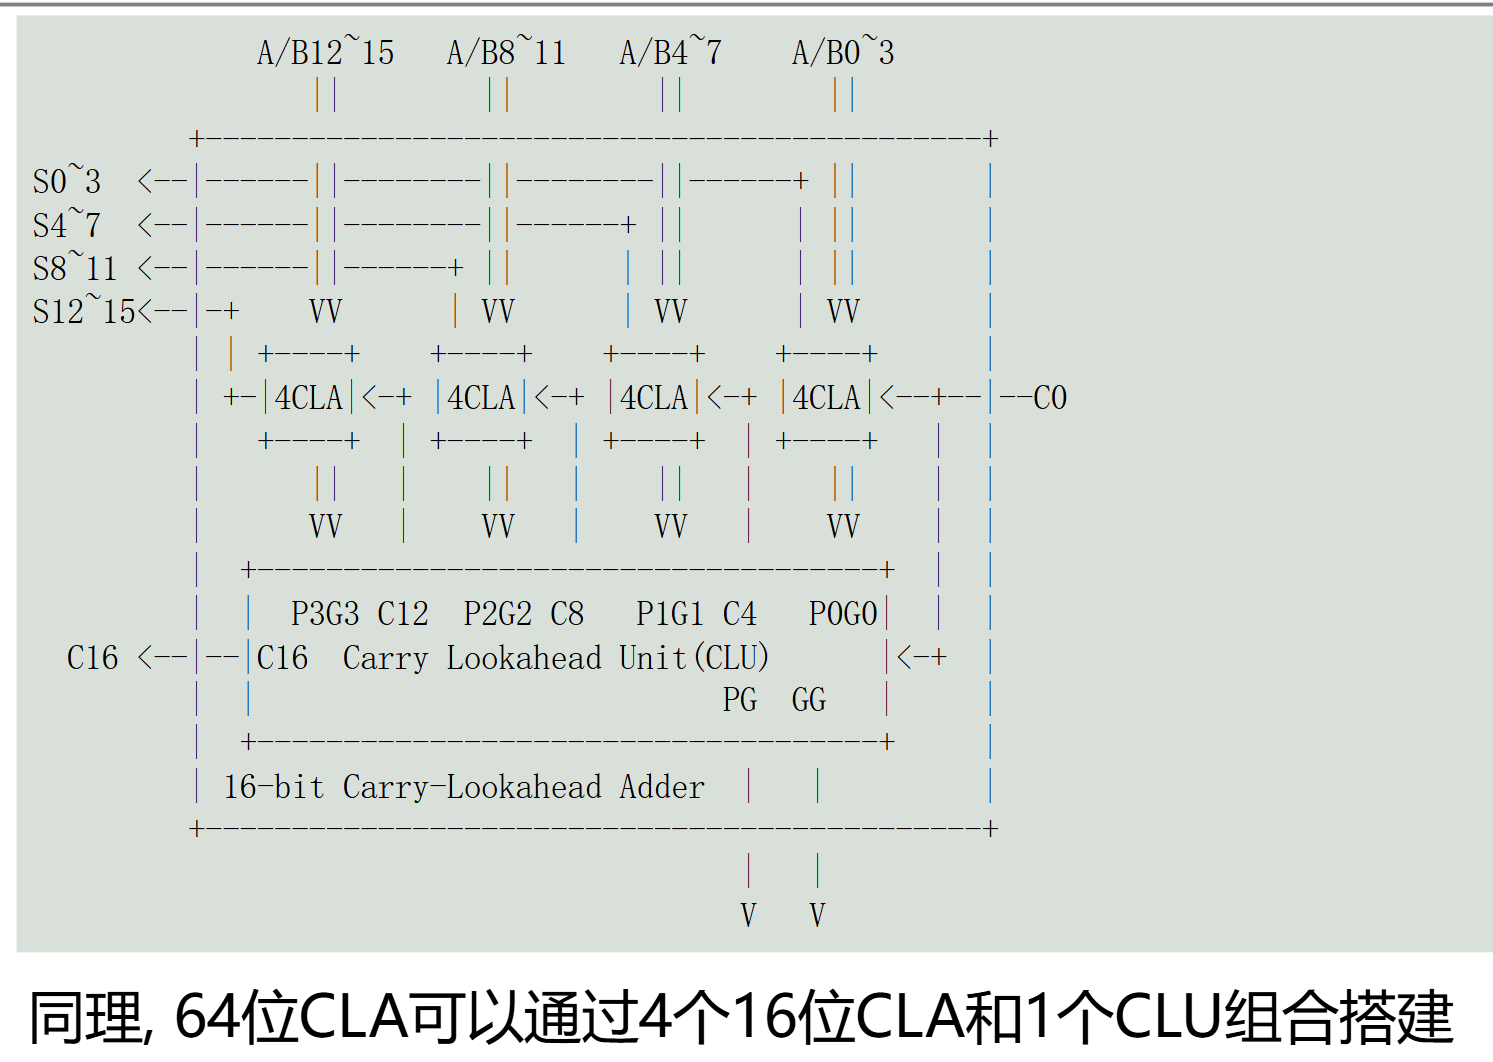 A/B12~15   A/B8~11   A/B4~7    A/B0~3
S0~3  <--
S4~7  <--
S8~11 <--
S12~15<--   VV   VV   VV   VV
4CLA <-+ 4CLA <-+ 4CLA <-+ 4CLA <--+-- --C0
VV   VV   VV   VV
P3G3 C12  P2G2 C8   P1G1 C4   P0G0
C16 <-- -- C16  Carry Lookahead Unit(CLU) <-+
PG  GG
16-bit Carry-Lookahead Adder
V   V
同理, 64位CLA可以通过4个16位CLA和1个CLU组合搭建